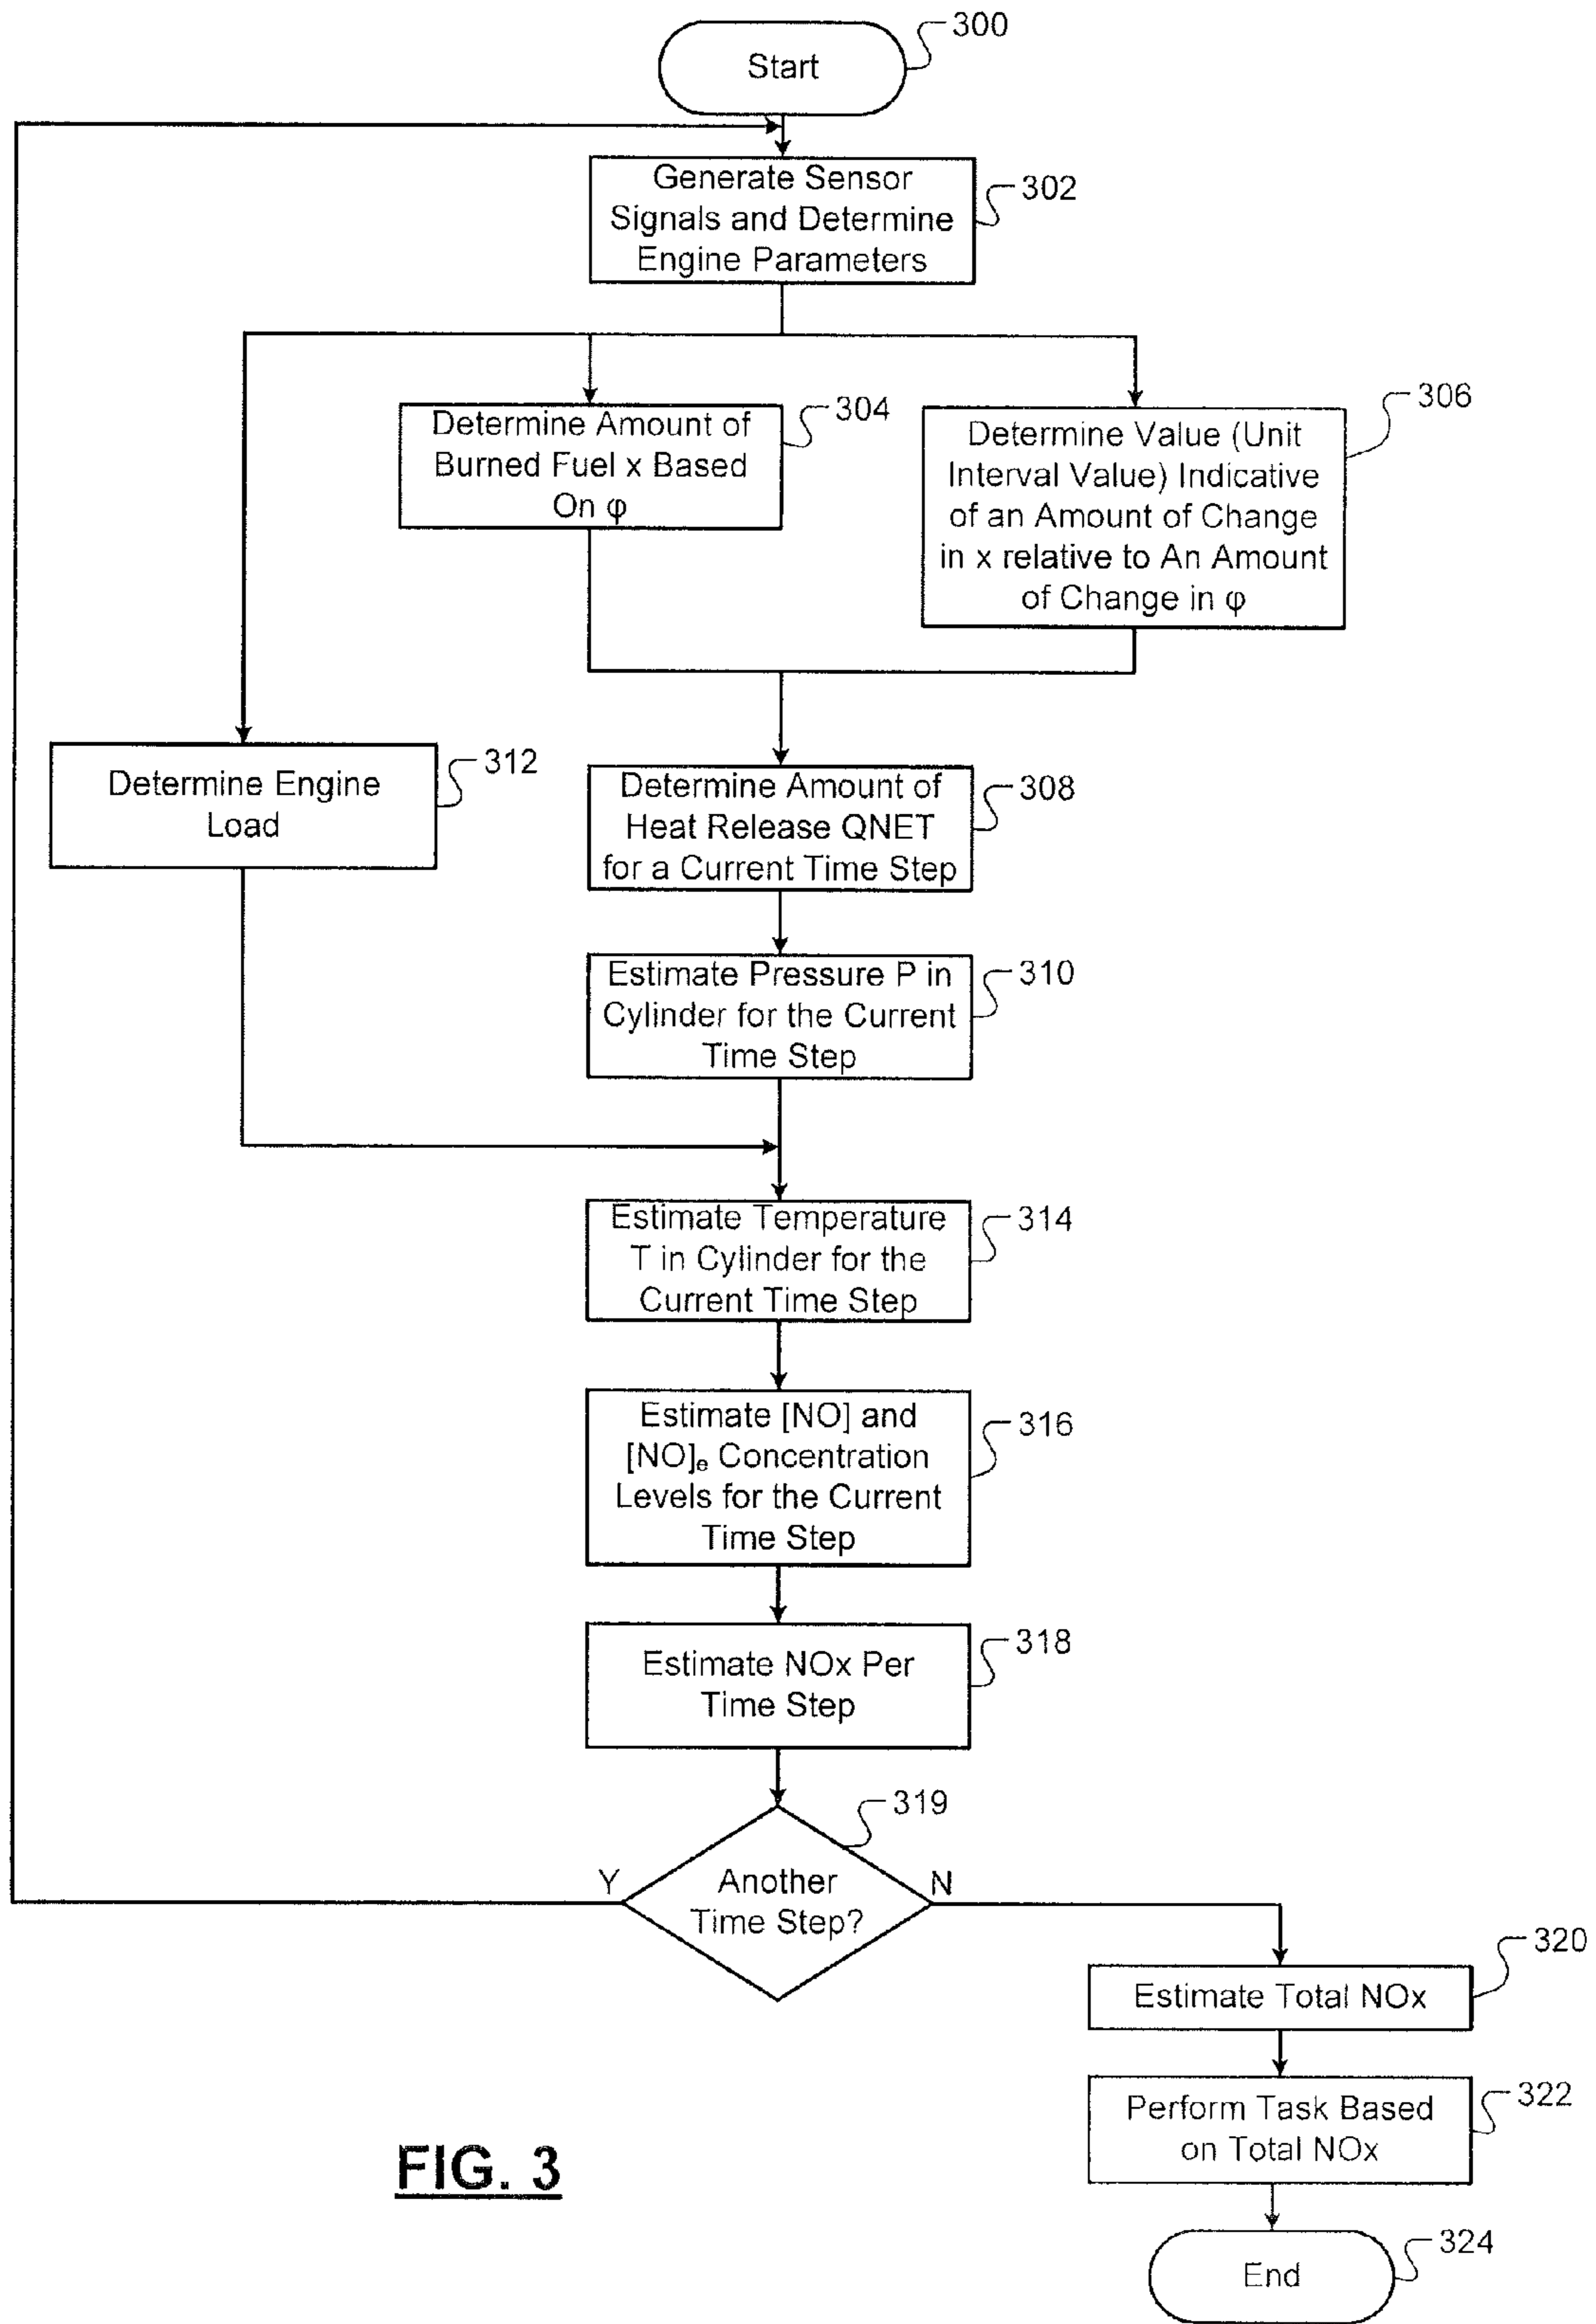 Start
300
Generate Sensor
Signals and Determine
Engine Parameters
302
Determine Amount of
Burned Fuel x Based
On φ
304
Determine Value (Unit
Interval Value) Indicative
of an Amount of Change
in x relative to An Amount
of Change in φ
306
Determine Engine
Load
312
Determine Amount of
Heat Release QNET
for a Current Time Step
308
Estimate Pressure P in
Cylinder for the Current
Time Step
310
Estimate Temperature
T in Cylinder for the
Current Time Step
314
Estimate [NO] and
[NO]e Concentration
Levels for the Current
Time Step
316
Estimate NOx Per
Time Step
318
319
Y
Another
Time Step?
N
320
Estimate Total NOx
322
Perform Task Based
on Total NOx
324
End
FIG. 3